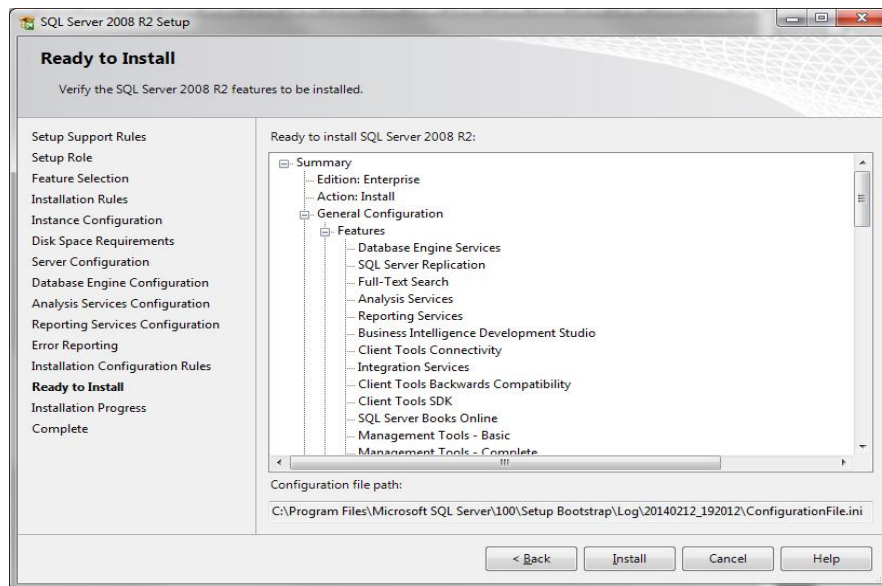 SQL Server 2008 R2 Setup
Ready to Install
Verify the SQL Server 2008 R2 features to be installed.
Setup Support Rules
Setup Role
Feature Selection
Installation Rules
Instance Configuration
Disk Space Requirements
Server Configuration
Database Engine Configuration
Analysis Services Configuration
Reporting Services Configuration
Error Reporting
Installation Configuration Rules
Ready to Install
Installation Progress
Complete
Ready to install SQL Server 2008 R2:
Summary
Edition: Enterprise
Action: Install
General Configuration
Features
Database Engine Services
SQL Server Replication
Full-Text Search
Analysis Services
Reporting Services
Business Intelligence Development Studio
Client Tools Connectivity
Integration Services
Client Tools Backwards Compatibility
Client Tools SDK
SQL Server Books Online
Management Tools - Basic
Management Tools - Complete
Configuration file path:
C:\Program Files\Microsoft SQL Server\100\Setup Bootstrap\Log\20140212_192012\ConfigurationFile.ini
< Back
Install
Cancel
Help